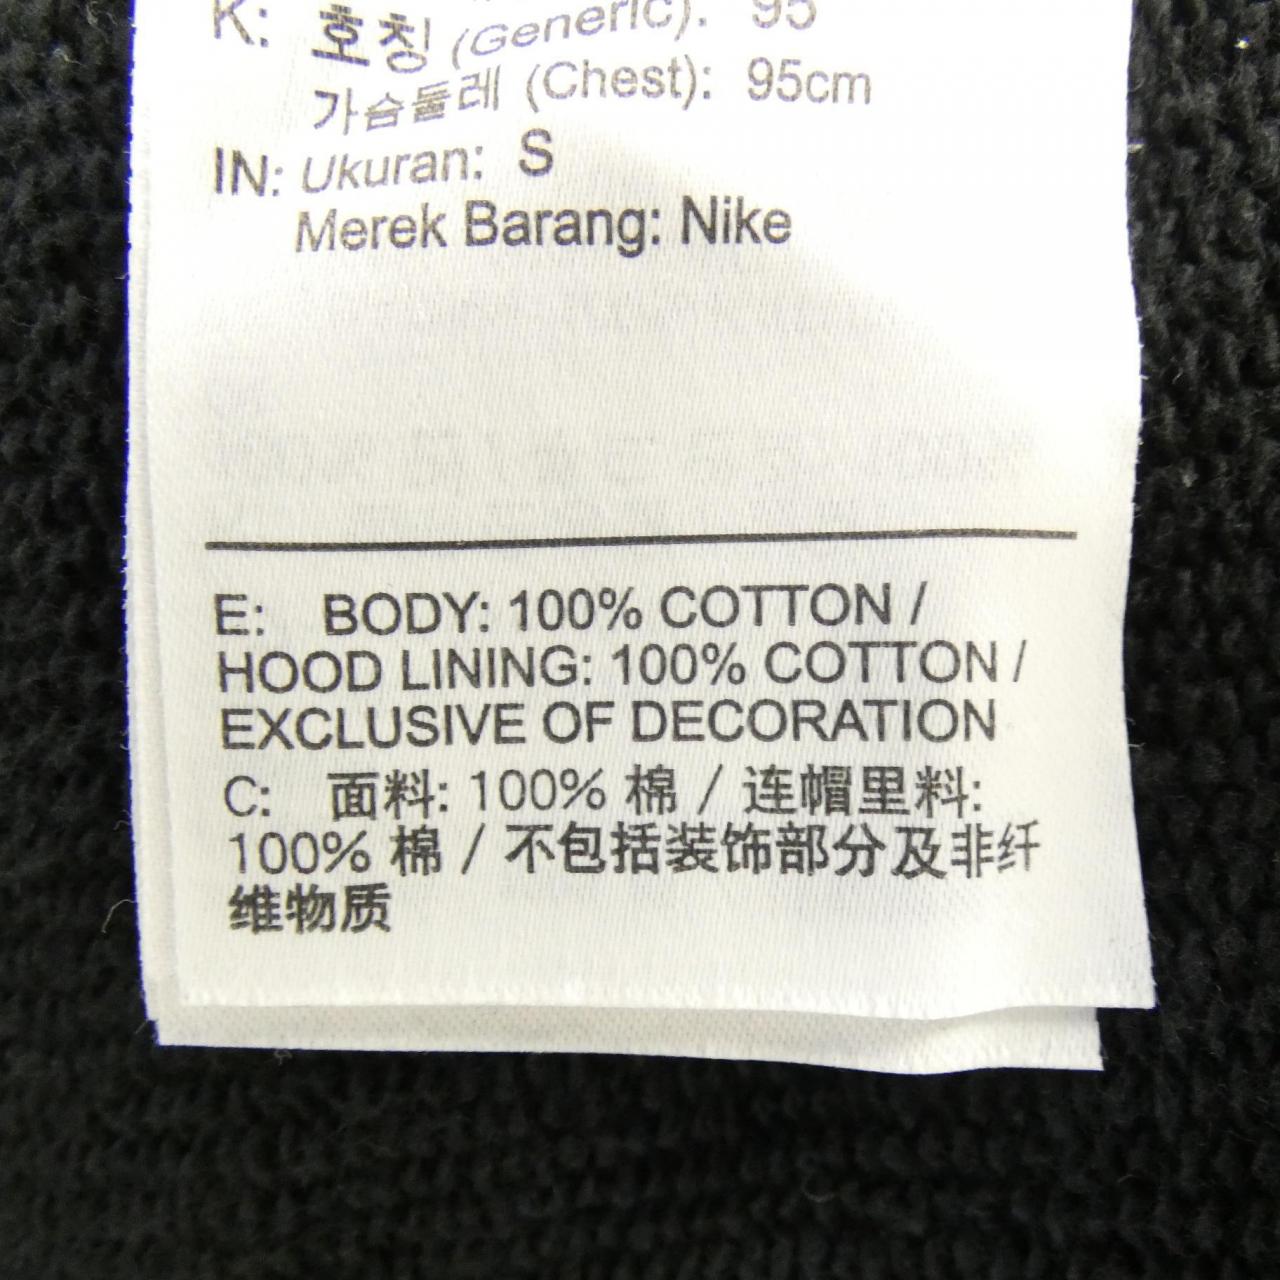 K: 호칭 (Generic): 95
가슴둘레 (Chest): 95cm
IN: Ukuran: S
Merek Barang: Nike
E: BODY: 100% COTTON /
HOOD LINING: 100% COTTON /
EXCLUSIVE OF DECORATION
C: 面料: 100% 棉 / 连帽里料:
100% 棉 / 不包括装饰部分及非纤
维物质